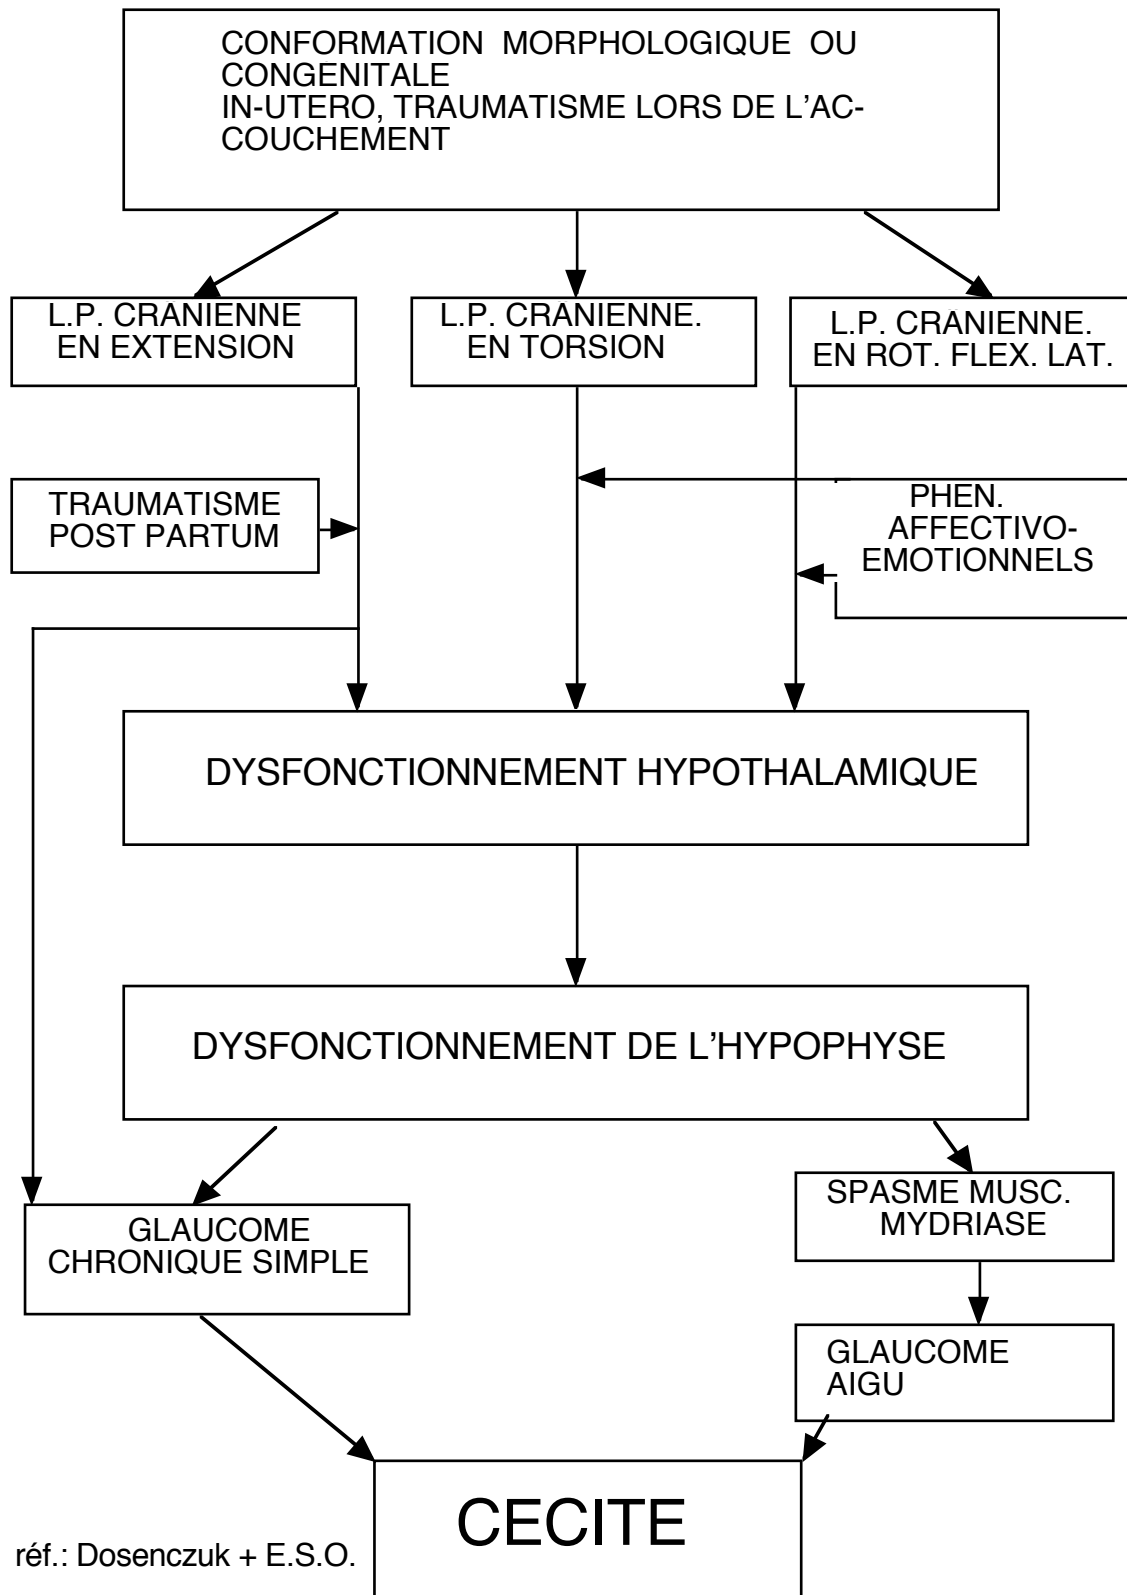 CONFORMATION MORPHOLOGIQUE OU
CONGENITALE
IN-UTERO, TRAUMATISME LORS DE L'AC-
COUCHEMENT
L.P. CRANIENNE
EN EXTENSION
L.P. CRANIENNE.
EN TORSION
L.P. CRANIENNE.
EN ROT. FLEX. LAT.
TRAUMATISME
POST PARTUM
PHEN.
AFFECTIVO-
EMOTIONNELS
DYSFONCTIONNEMENT HYPOTHALAMIQUE
DYSFONCTIONNEMENT DE L'HYPOPHYSE
GLAUCOME
CHRONIQUE SIMPLE
SPASME MUSC.
MYDRIASE
GLAUCOME
AIGU
CECITE
réf.: Dosenczuk + E.S.O.